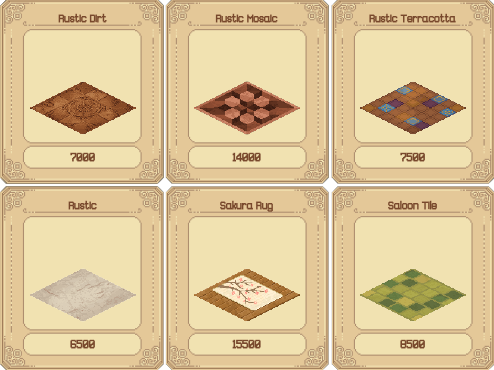 Rustic Dirt
Rustic Mosaic
Rustic Terracotta
7000
14000
7500
Rustic
Sakura Rug
Saloon Tile
6500
15500
8500